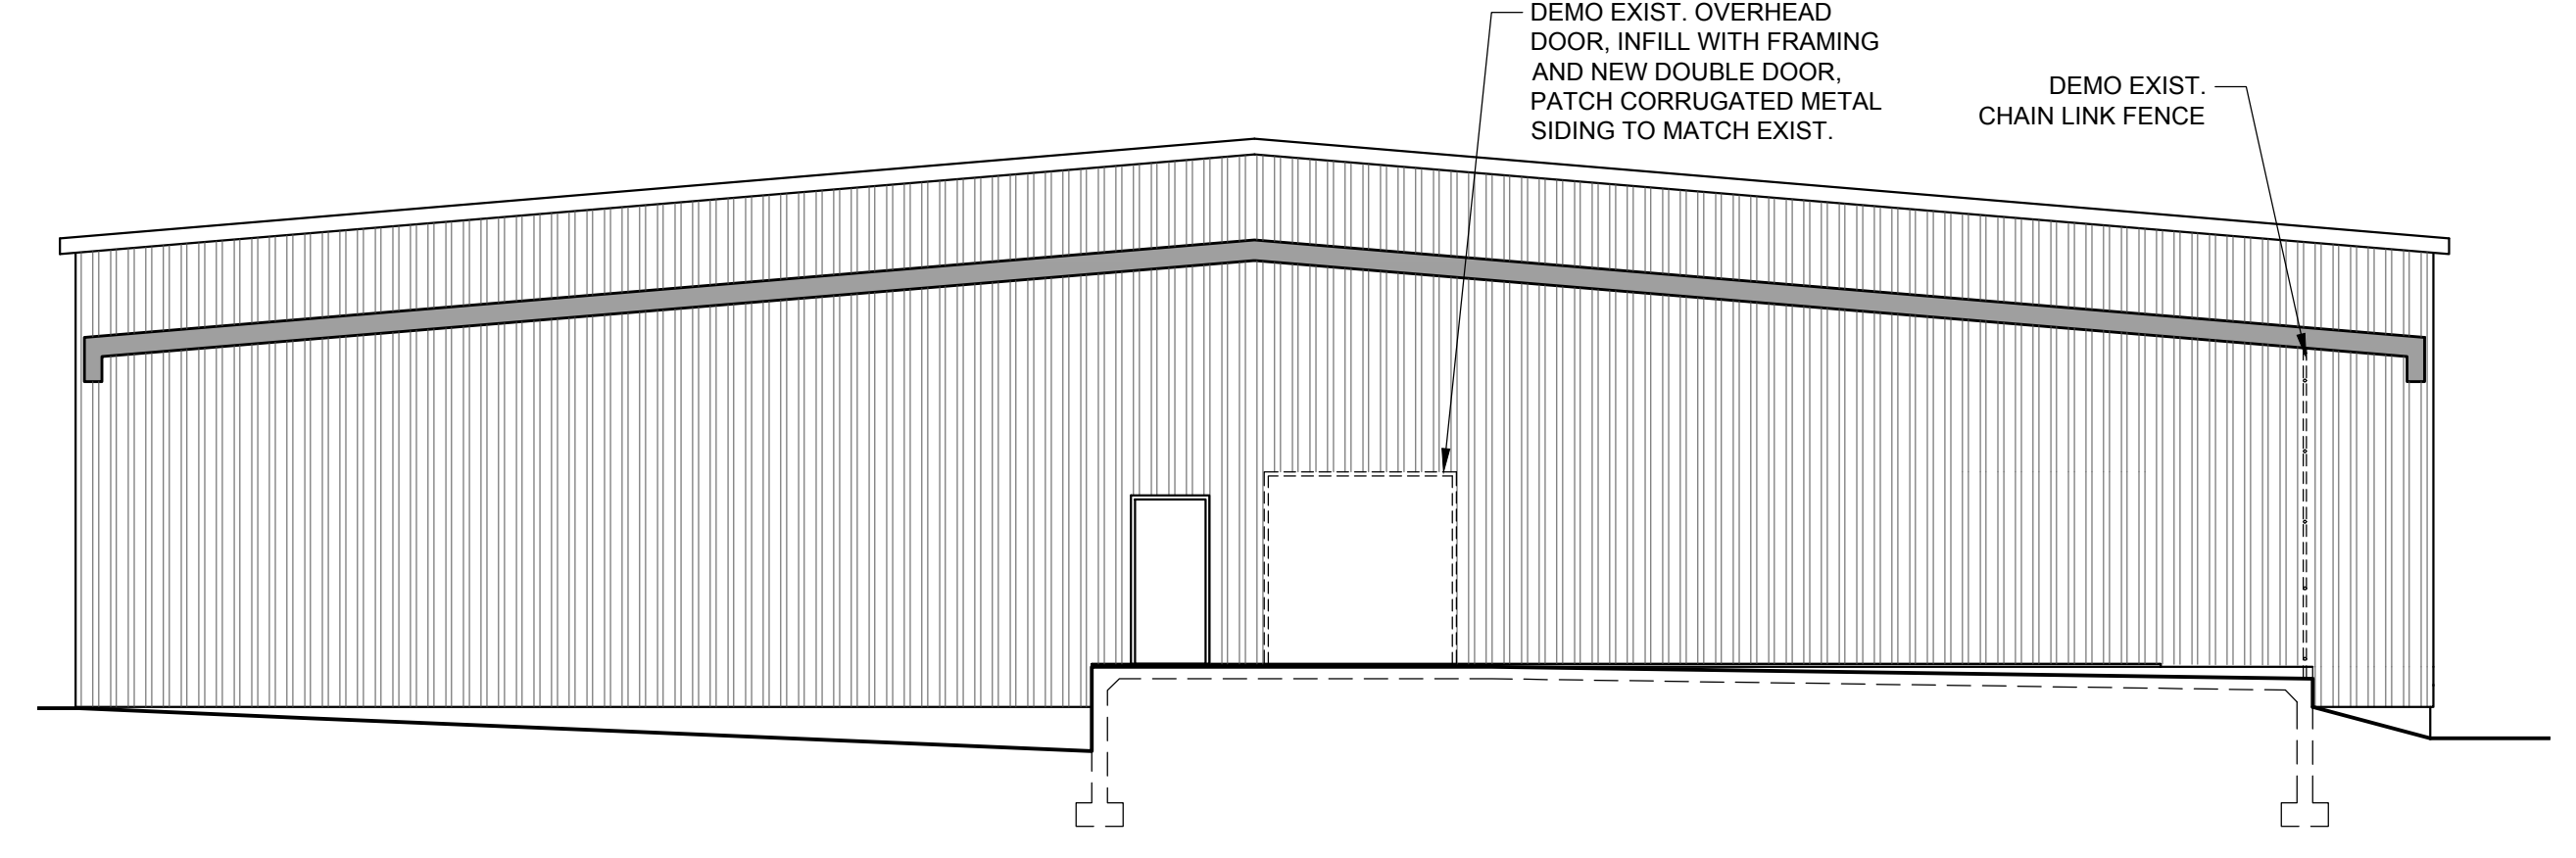 DEMO EXIST. OVERHEAD
DOOR, INFILL WITH FRAMING
AND NEW DOUBLE DOOR,
PATCH CORRUGATED METAL
SIDING TO MATCH EXIST.
DEMO EXIST.
CHAIN LINK FENCE